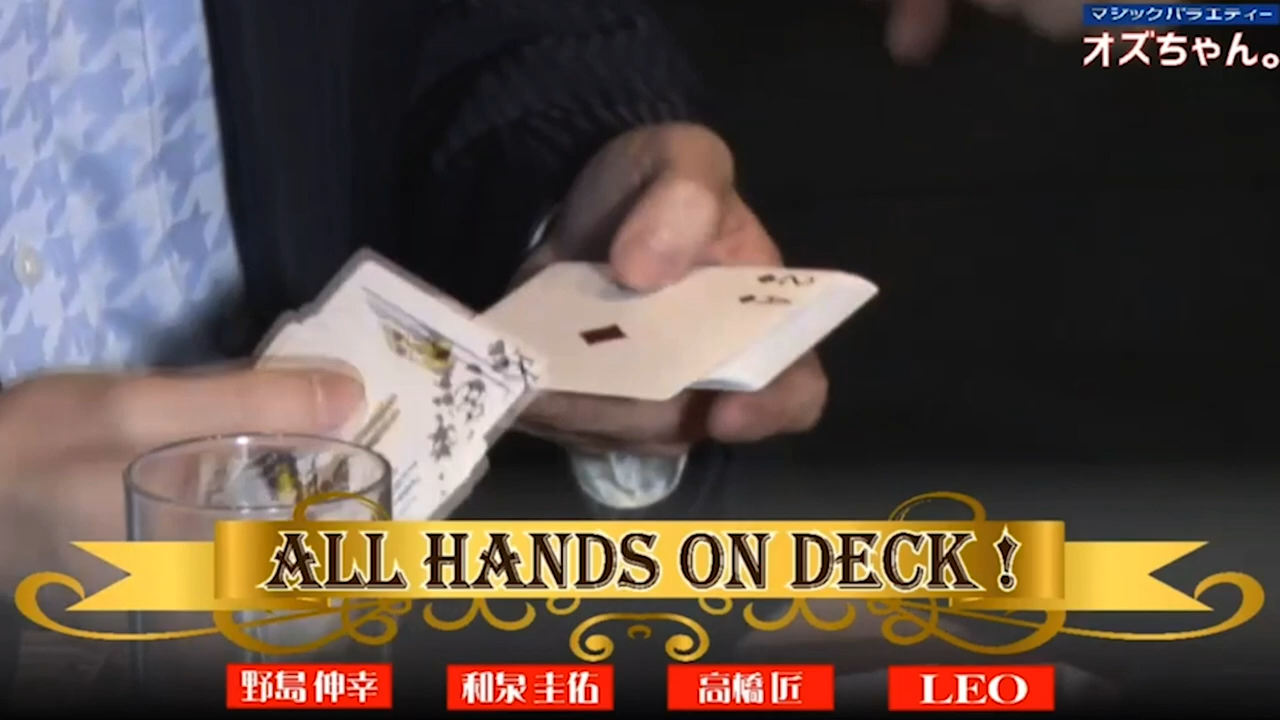 マジックバラエティー
オズちゃん。
ALL HANDS ON DECK!
野島 伸幸
和泉 圭佑
高橋 匠
LEO